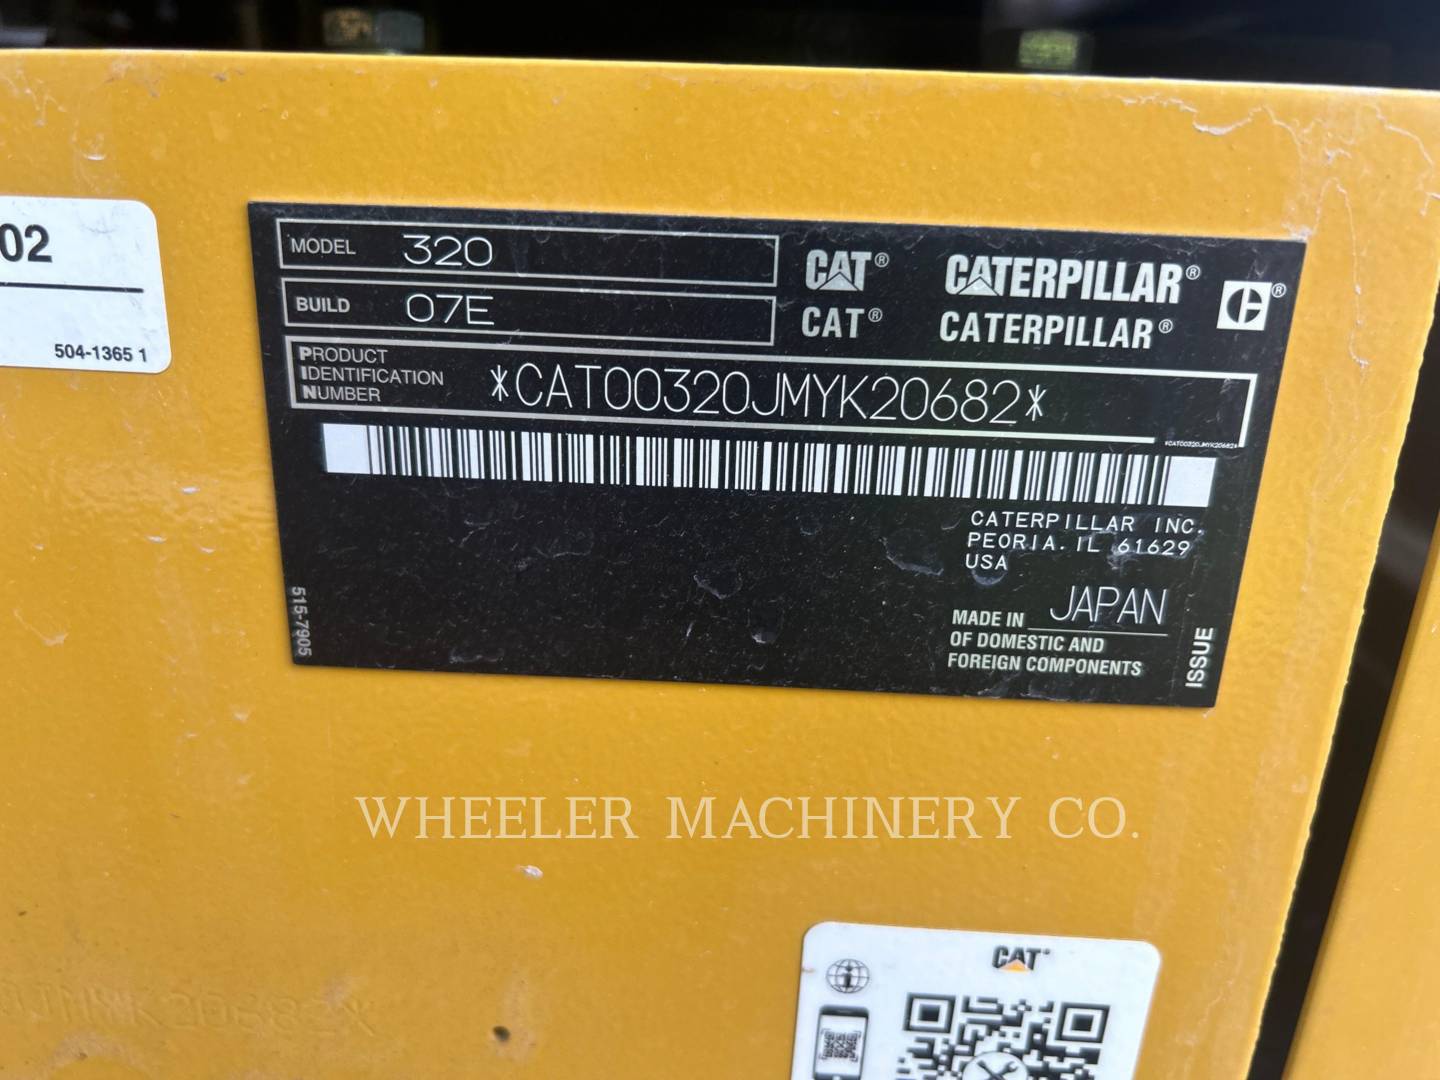 02
504-1365 1
MODEL 320
BUILD 07E
CAT® CATERPILLAR®
CAT® CATERPILLAR®
PRODUCT
IDENTIFICATION
NUMBER
*CAT00320JMYK20682*
*CAT00320JMYK20682*
CATERPILLAR INC.
PEORIA. IL 61629
USA
MADE IN JAPAN
OF DOMESTIC AND
FOREIGN COMPONENTS
515-7905
ISSUE
WHEELER MACHINERY CO.
JMYK20682*
CAT